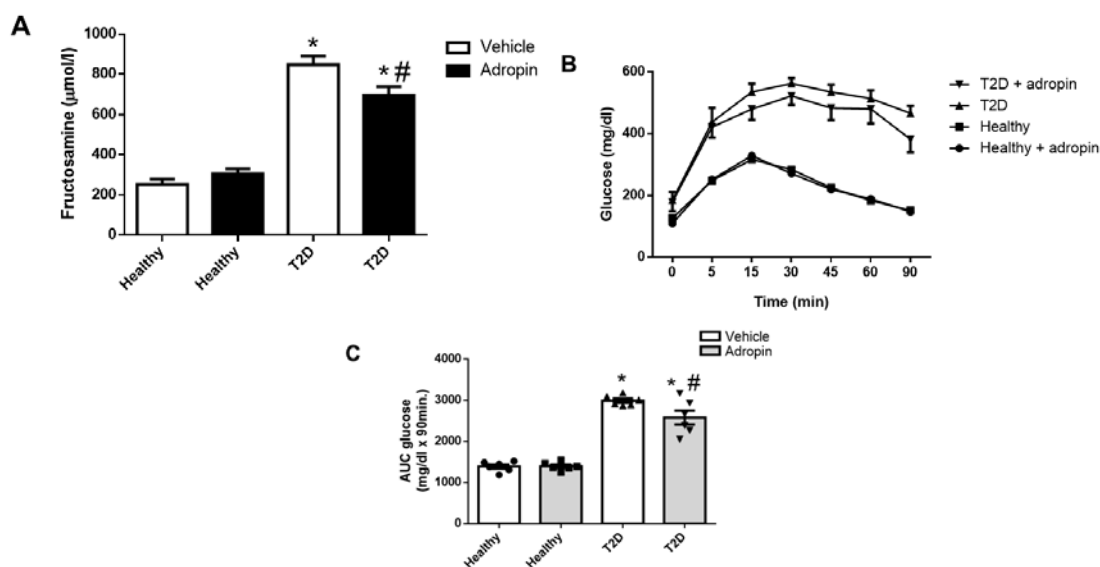 A
Fructosamine (μmol/l)
1000
800
600
400
200
0
*
* #
Healthy
Healthy
T2D
T2D
Vehicle
Adropin
B
Glucose (mg/dl)
600
400
200
0
0 5 15 30 45 60 90
Time (min)
T2D + adropin
T2D
Healthy
Healthy + adropin
C
Vehicle
Adropin
AUC glucose
(mg/dl x 90min.)
4000
3000
2000
1000
0
*
* #
Healthy
Healthy
T2D
T2D